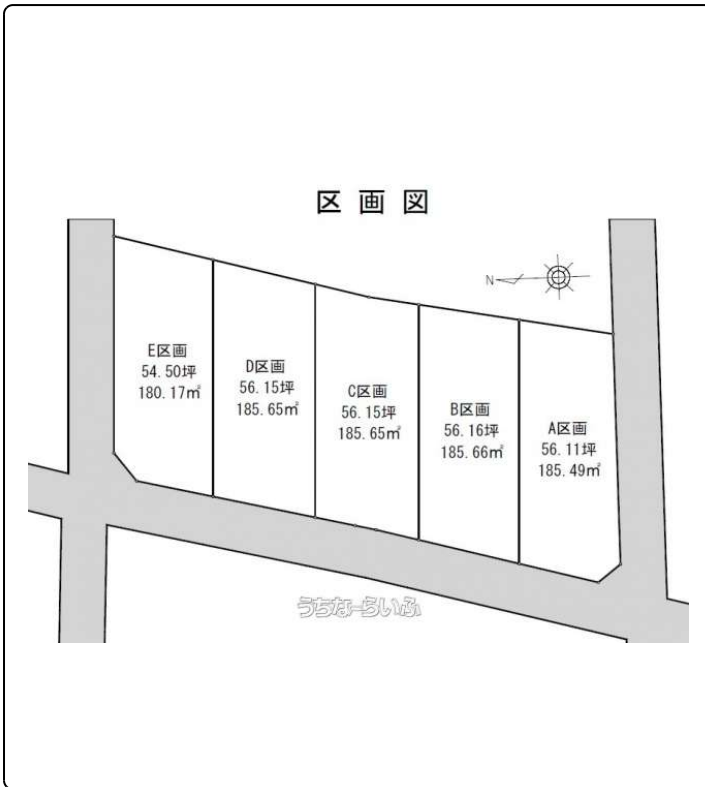 区画図
N
E区画
54.50坪
180.17㎡
D区画
56.15坪
185.65㎡
C区画
56.15坪
185.65㎡
B区画
56.16坪
185.66㎡
A区画
56.11坪
185.49㎡
うちなーらいふ